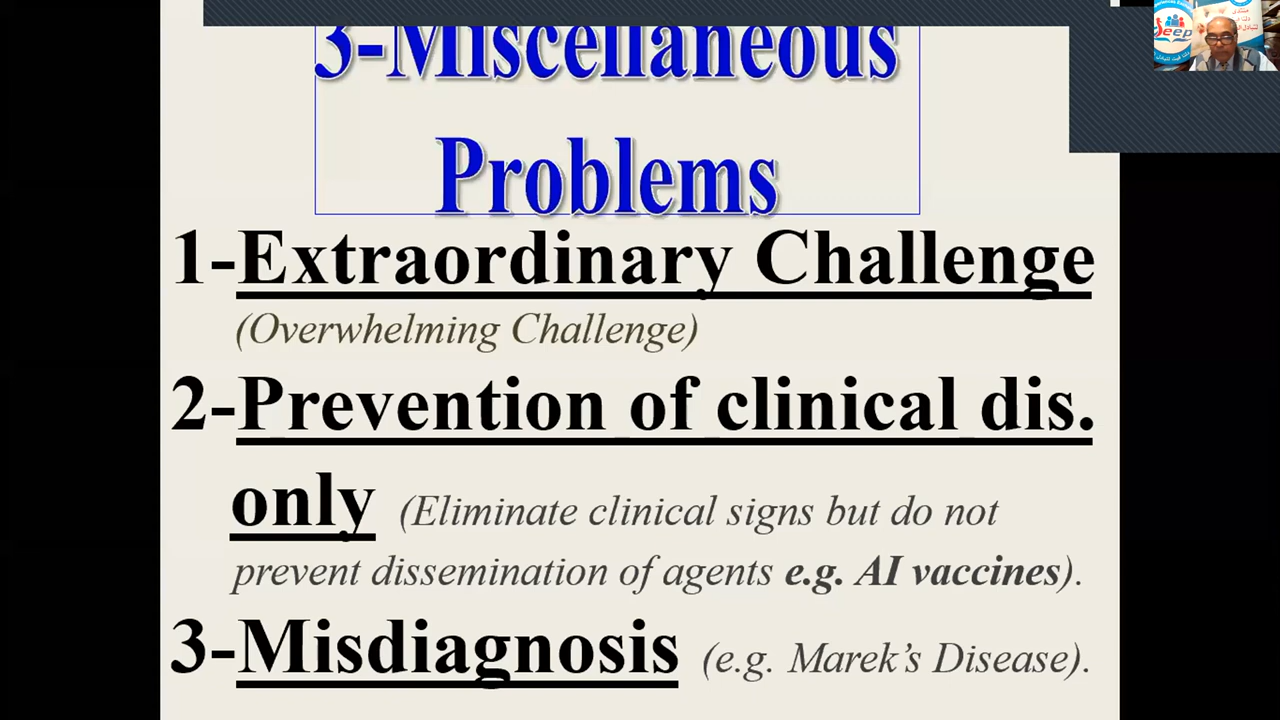 3-Miscellaneous
Problems
1-Extraordinary Challenge
(Overwhelming Challenge)
2-Prevention of clinical dis.
only (Eliminate clinical signs but do not
prevent dissemination of agents e.g. AI vaccines).
3-Misdiagnosis (e.g. Marek's Disease).